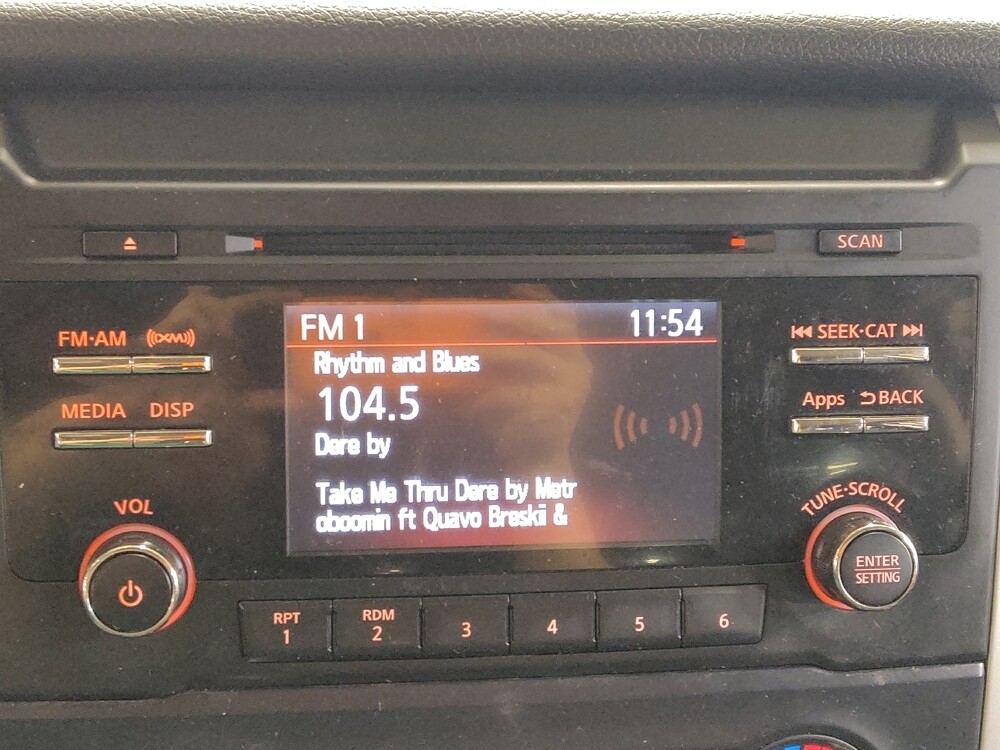 SCAN
FM·AM ((XM))
SEEK·CAT
MEDIA DISP
Apps BACK
VOL
TUNE·SCROLL
FM 1 11:54
Rhythm and Blues
104.5
Dere by
Take Me Thru Dere by Metr
oboomin ft Quavo Breskii &
ENTER
SETTING
RPT
1
RDM
2
3
4
5
6